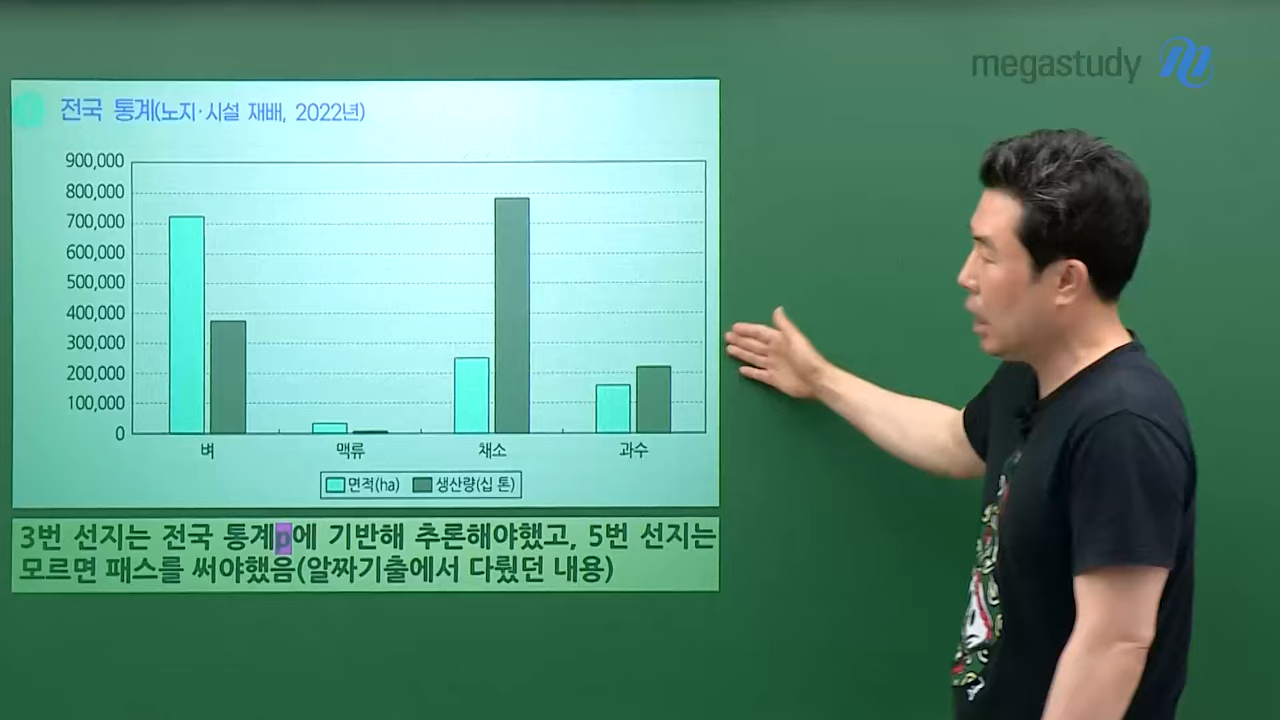 megastudy
전국 통계(노지·시설 재배, 2022년)
900,000
800,000
700,000
600,000
500,000
400,000
300,000
200,000
100,000
0
벼 맥류 채소 과수
면적(ha) 생산량(십 톤)
3번 선지는 전국 통계p에 기반해 추론해야했고, 5번 선지는
모르면 패스를 써야했음(알짜기출에서 다뤘던 내용)